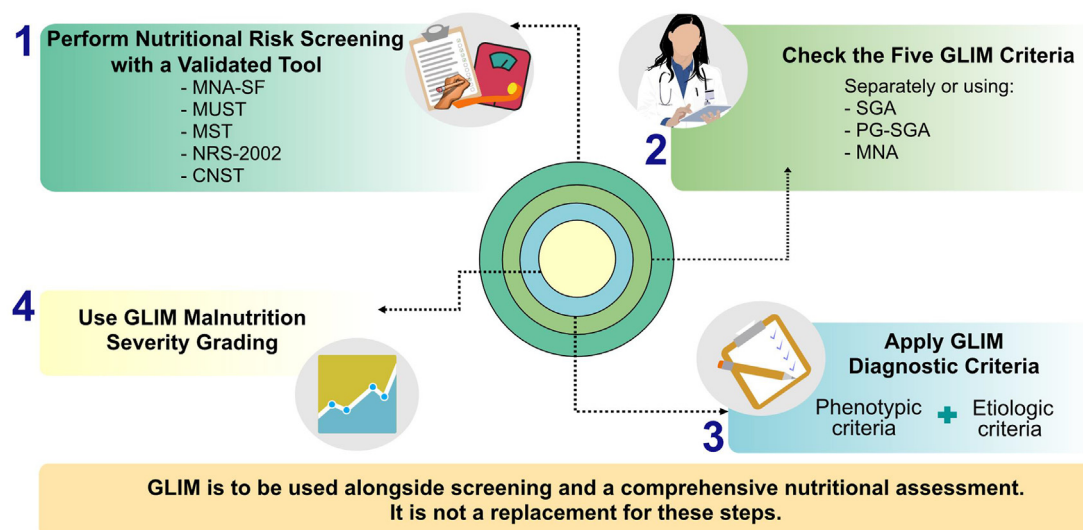 1
Perform Nutritional Risk Screening
with a Validated Tool
- MNA-SF
- MUST
- MST
- NRS-2002
- CNST
2
Check the Five GLIM Criteria
Separately or using:
- SGA
- PG-SGA
- MNA
3
Apply GLIM
Diagnostic Criteria
Phenotypic
criteria
+
Etiologic
criteria
4
Use GLIM Malnutrition
Severity Grading
GLIM is to be used alongside screening and a comprehensive nutritional assessment.
It is not a replacement for these steps.